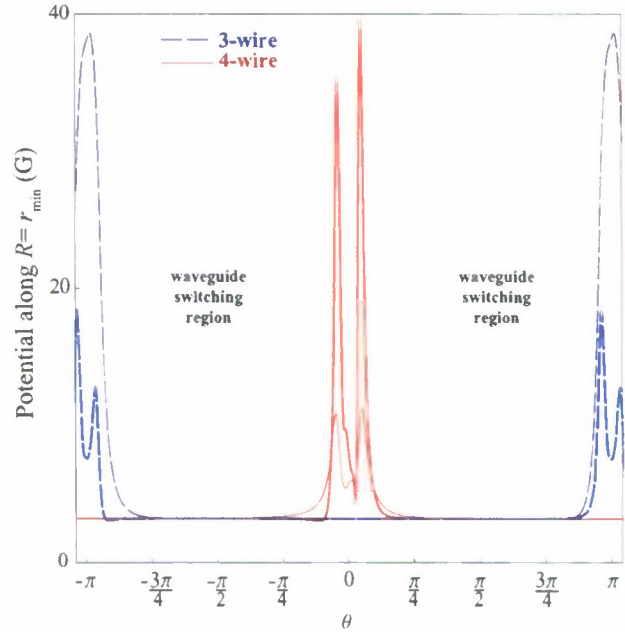 40
3-wire
4-wire
Potential along R = r_min (G)
waveguide
switching
region
waveguide
switching
region
20
0
-π
-3π/4
-π/2
-π/4
0
π/4
π/2
3π/4
π
θ